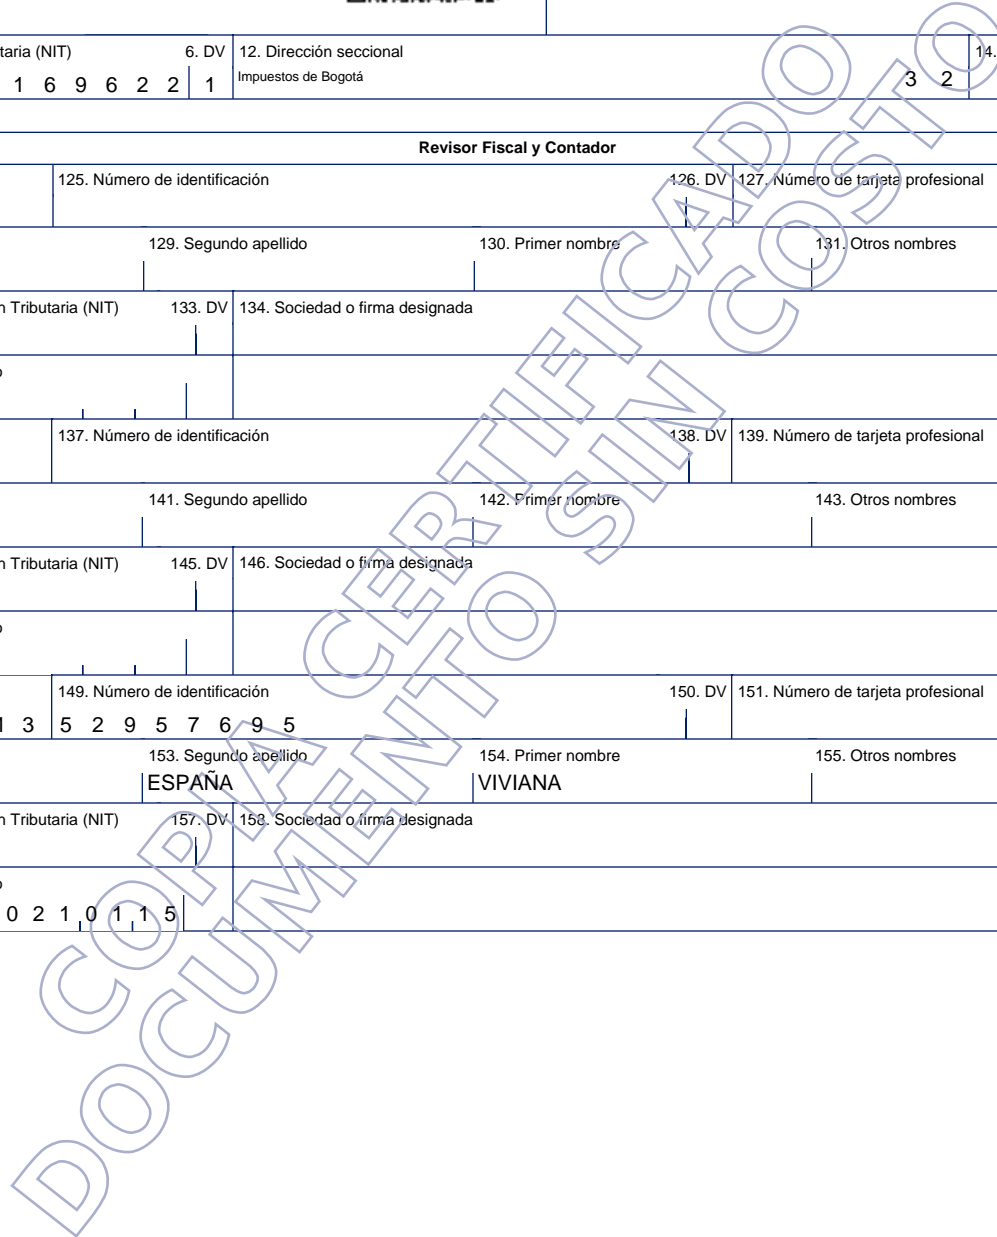 taria (NIT) 6. DV 12. Dirección seccional 14.
1 6 9 6 2 2 1 Impuestos de Bogotá 3 2
Revisor Fiscal y Contador
125. Número de identificación 126. DV 127. Número de tarjeta profesional
129. Segundo apellido 130. Primer nombre 131. Otros nombres
n Tributaria (NIT) 133. DV 134. Sociedad o firma designada
o
137. Número de identificación 138. DV 139. Número de tarjeta profesional
141. Segundo apellido 142. Primer nombre 143. Otros nombres
n Tributaria (NIT) 145. DV 146. Sociedad o firma designada
o
149. Número de identificación 150. DV 151. Número de tarjeta profesional
1 3 5 2 9 5 7 6 9 5
153. Segundo apellido 154. Primer nombre 155. Otros nombres
ESPAÑA VIVIANA
n Tributaria (NIT) 157. DV 158. Sociedad o firma designada
o
0 2 1 0 1 1 5
COPIA CERTIFICADO
DOCUMENTO SIN COSTO